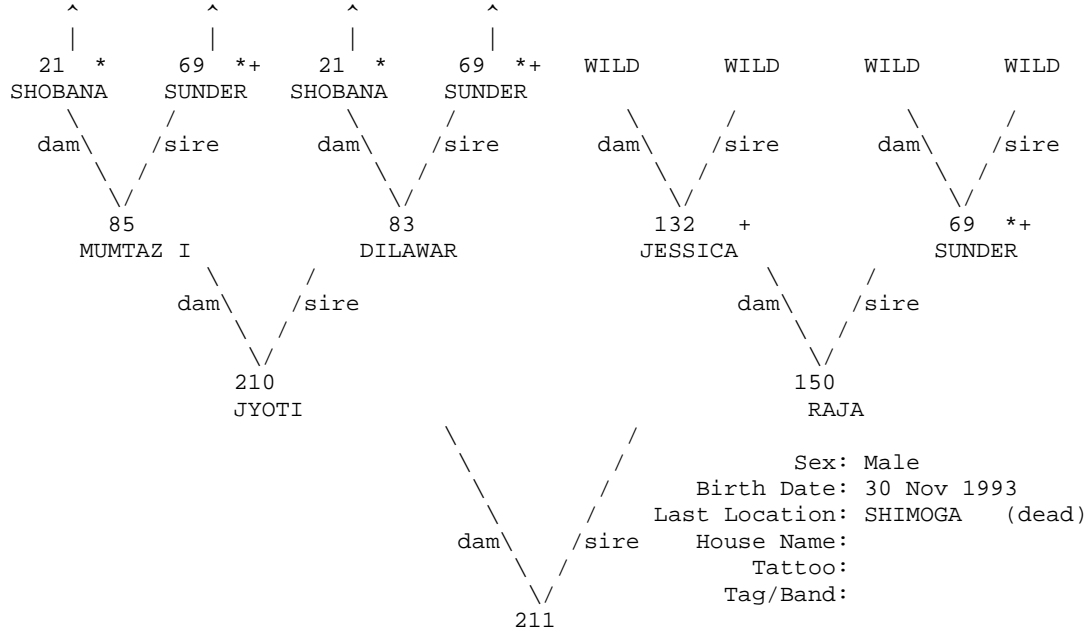 ^ ^ ^ ^
| | | |
21 * 69 *+ 21 * 69 *+ WILD WILD WILD WILD
SHOBANA SUNDER SHOBANA SUNDER
\ / \ / \ / \ /
dam\ /sire dam\ /sire dam\ /sire dam\ /sire
\ / \ / \ / \ /
\/ \/ \/ \/
85 83 132 + 69 *+
MUMTAZ I DILAWAR JESSICA SUNDER
\ / \ /
dam\ /sire dam\ /sire
\ / \ /
\/ \/
210 150
JYOTI RAJA
\ /
\ / Sex: Male
\ / Birth Date: 30 Nov 1993
\ / Last Location: SHIMOGA (dead)
dam\ /sire House Name:
\ / Tattoo:
\/ Tag/Band:
211